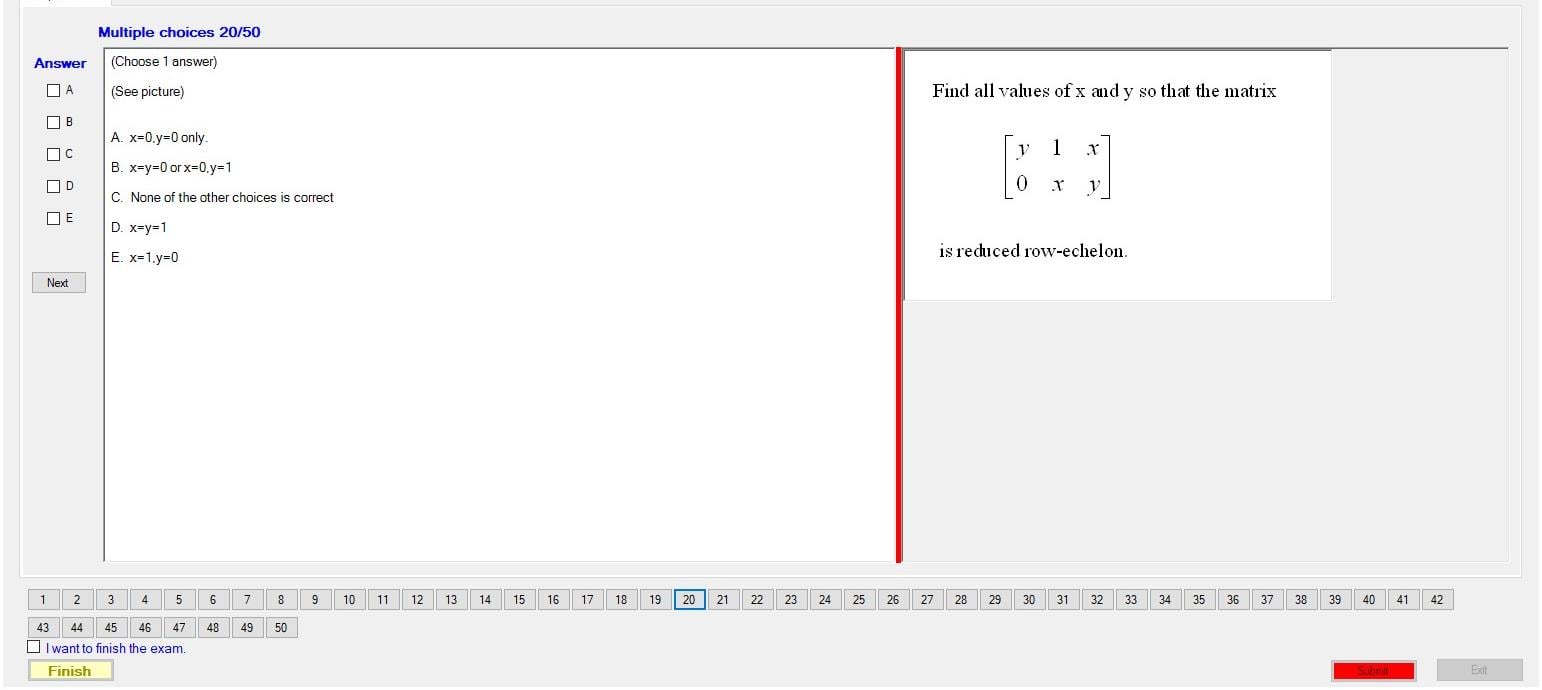 Multiple choices 20/50
Answer
A
B
C
D
E
Next
(Choose 1 answer)
(See picture)
A. x=0,y=0 only.
B. x=y=0 or x=0,y=1
C. None of the other choices is correct
D. x=y=1
E. x=1,y=0
Find all values of x and y so that the matrix
y 1 x
0 x y
is reduced row-echelon.
1 2 3 4 5 6 7 8 9 10 11 12 13 14 15 16 17 18 19 20 21 22 23 24 25 26 27 28 29 30 31 32 33 34 35 36 37 38 39 40 41 42
43 44 45 46 47 48 49 50
I want to finish the exam.
Finish
Submit
Exit